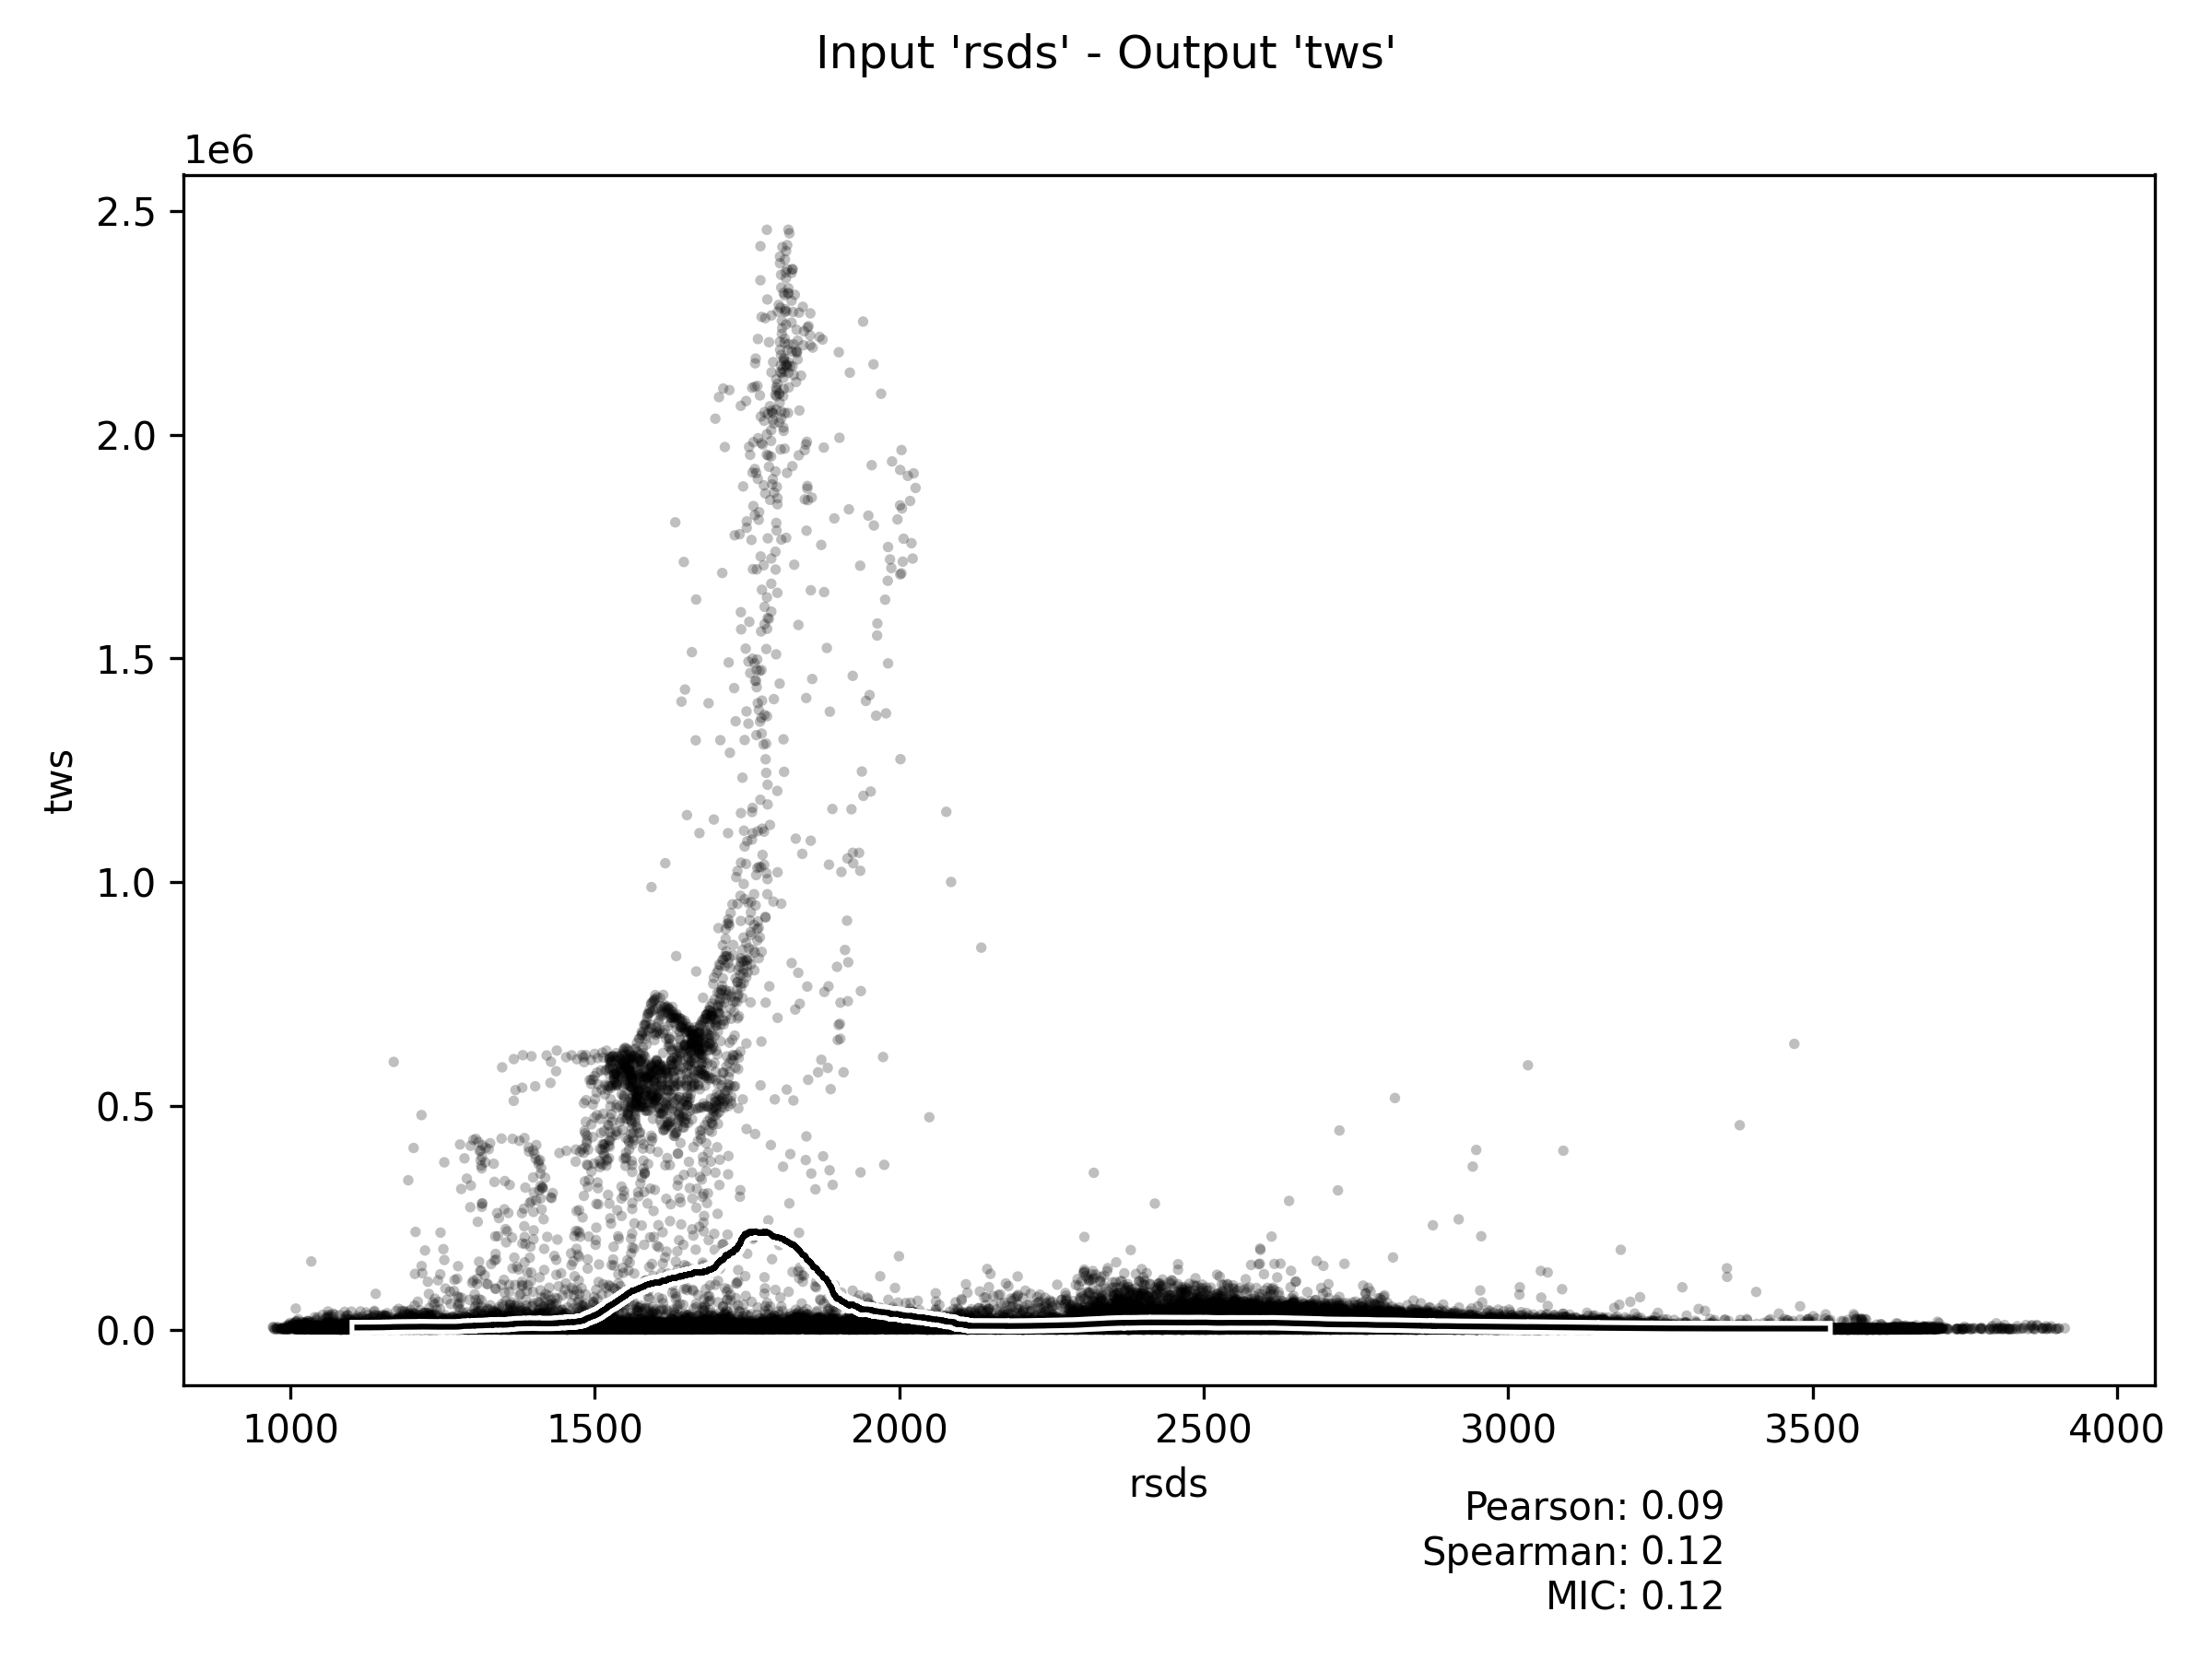 Input 'rsds' - Output 'tws'
1e6
2.5
2.0
1.5
1.0
0.5
0.0
tws
1000 1500 2000 2500 3000 3500 4000
rsds
Pearson: 0.09
Spearman: 0.12
MIC: 0.12